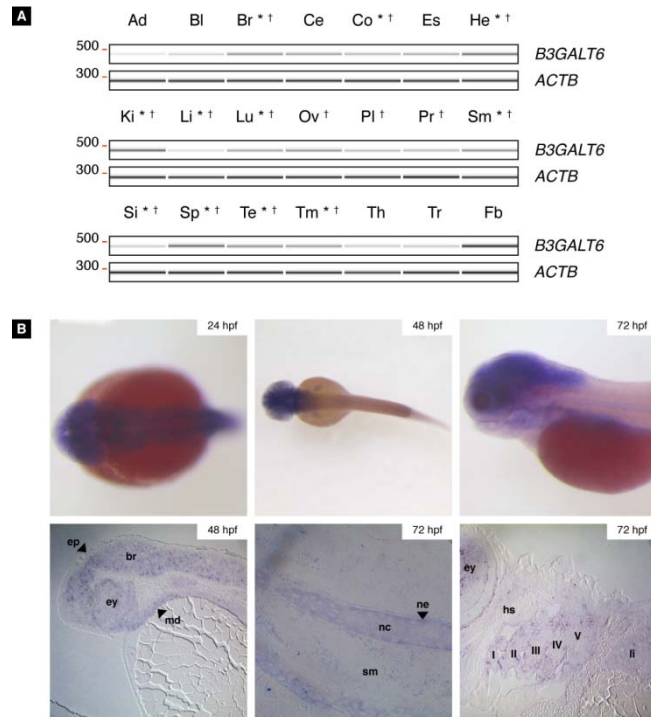 A
Ad Bl Br * † Ce Co * † Es He * †
500
B3GALT6
300
ACTB
Ki * † Li * † Lu * † Ov † Pl † Pr † Sm * †
500
B3GALT6
300
ACTB
Si * † Sp * † Te * † Tm * † Th Tr Fb
500
B3GALT6
300
ACTB
B
24 hpf 48 hpf 72 hpf
48 hpf 72 hpf 72 hpf
ep br ey md
ne nc sm
ey hs I II III IV V li